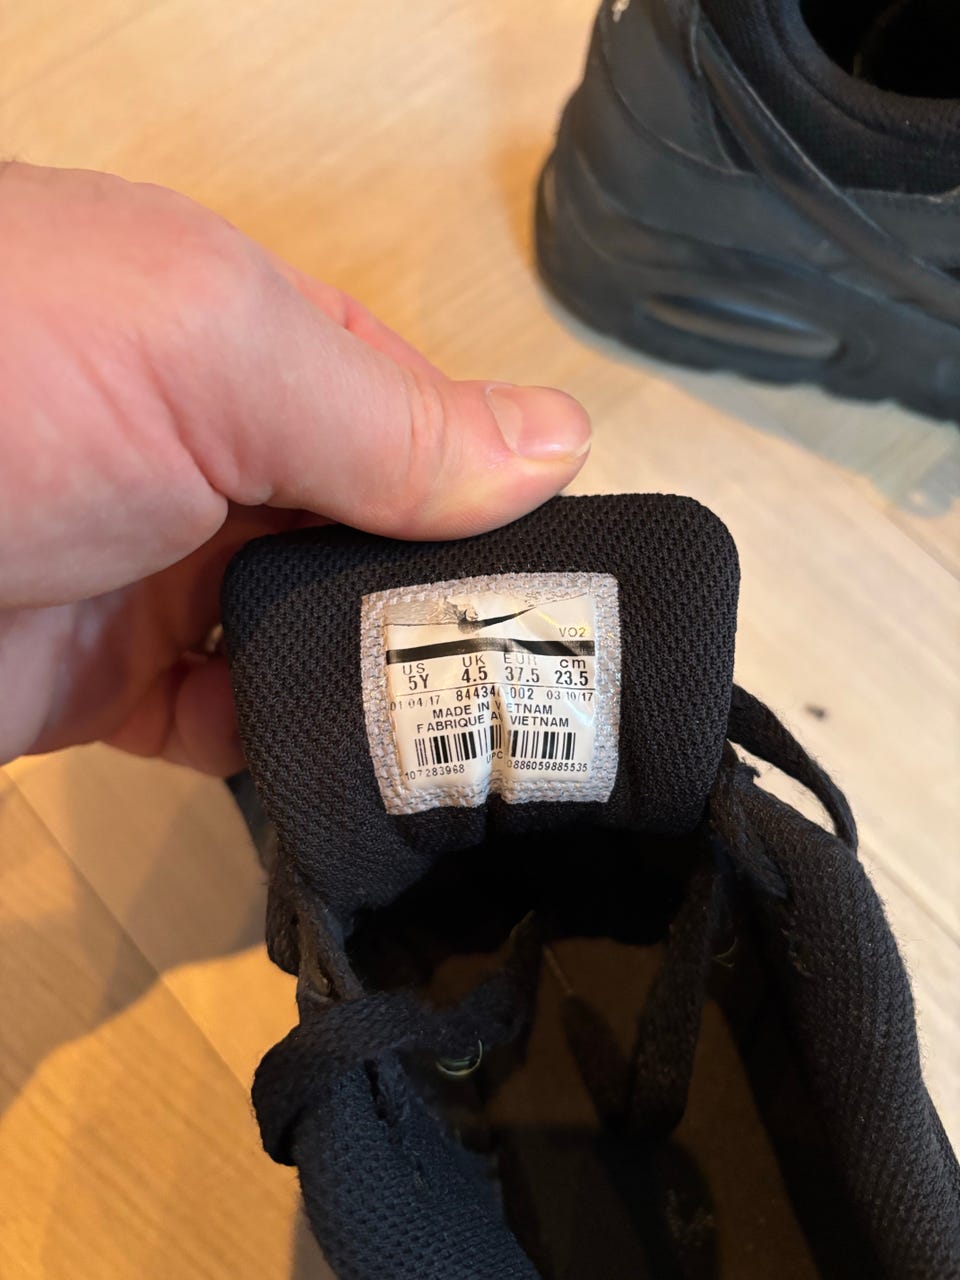 VO2
US UK EUR cm
5Y 4.5 37.5 23.5
01/04/17 84434 -002 03/10/17
MADE IN VIETNAM
FABRIQUE AU VIETNAM
UPC
107283968 0886059885535